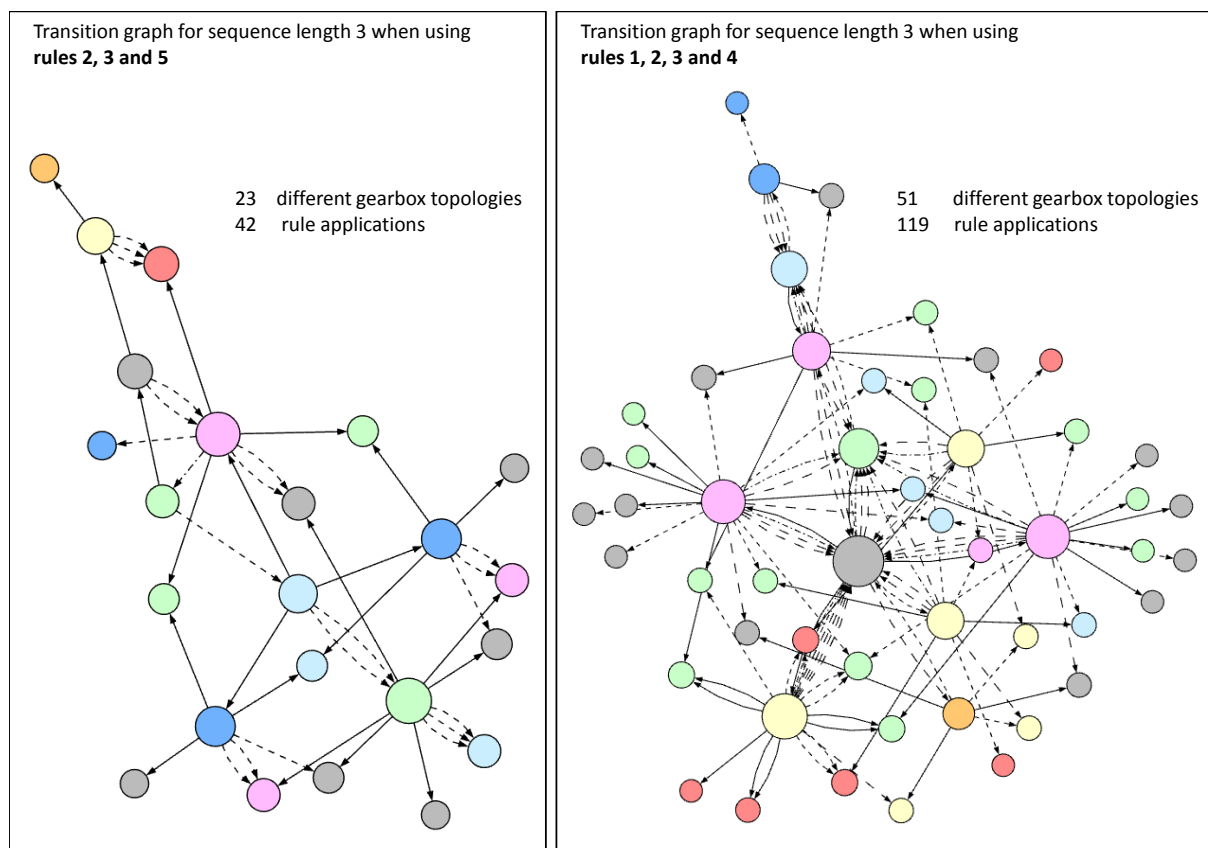 Transition graph for sequence length 3 when using
rules 2, 3 and 5
23 different gearbox topologies
42 rule applications
Transition graph for sequence length 3 when using
rules 1, 2, 3 and 4
51 different gearbox topologies
119 rule applications